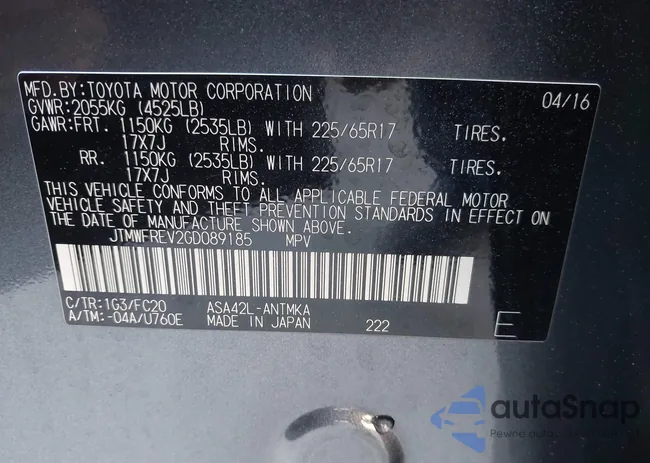 MFD.BY:TOYOTA MOTOR CORPORATION 04/16
GVWR:2055KG (4525LB)
GAWR:FRT. 1150KG (2535LB) WITH 225/65R17 TIRES.
17X7J RIMS.
RR. 1150KG (2535LB) WITH 225/65R17 TIRES.
17X7J RIMS.
THIS VEHICLE CONFORMS TO ALL APPLICABLE FEDERAL MOTOR
VEHICLE SAFETY AND THEFT PREVENTION STANDARDS IN EFFECT ON
THE DATE OF MANUFACTURE SHOWN ABOVE.
JTMWFREV2GD089185 MPV
C/TR:1G3/FC20 ASA42L-ANTMKA
A/TM:-04A/U760E MADE IN JAPAN 222 E
autaSnap
Pewne auta